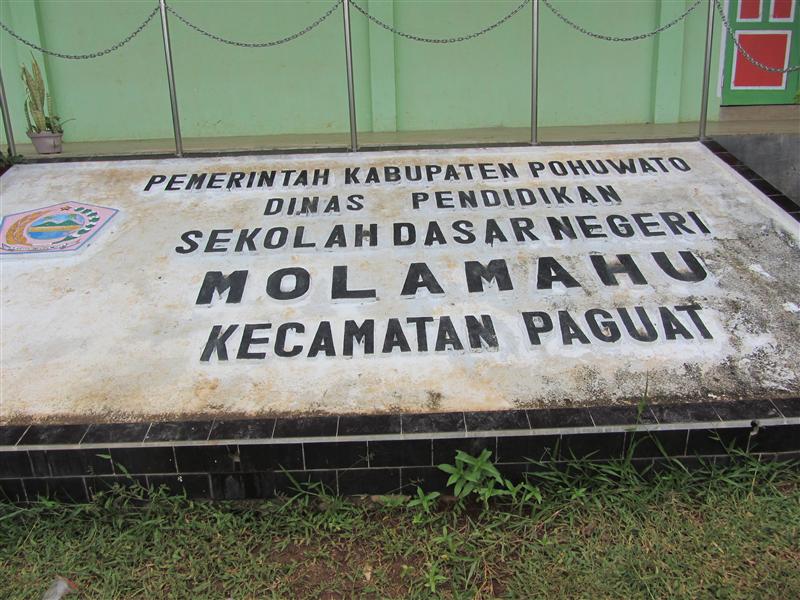 PEMERINTAH KABUPATEN POHUWATO
DINAS PENDIDIKAN
SEKOLAH DASAR NEGERI
MOLAMAHU
KECAMATAN PAGUAT